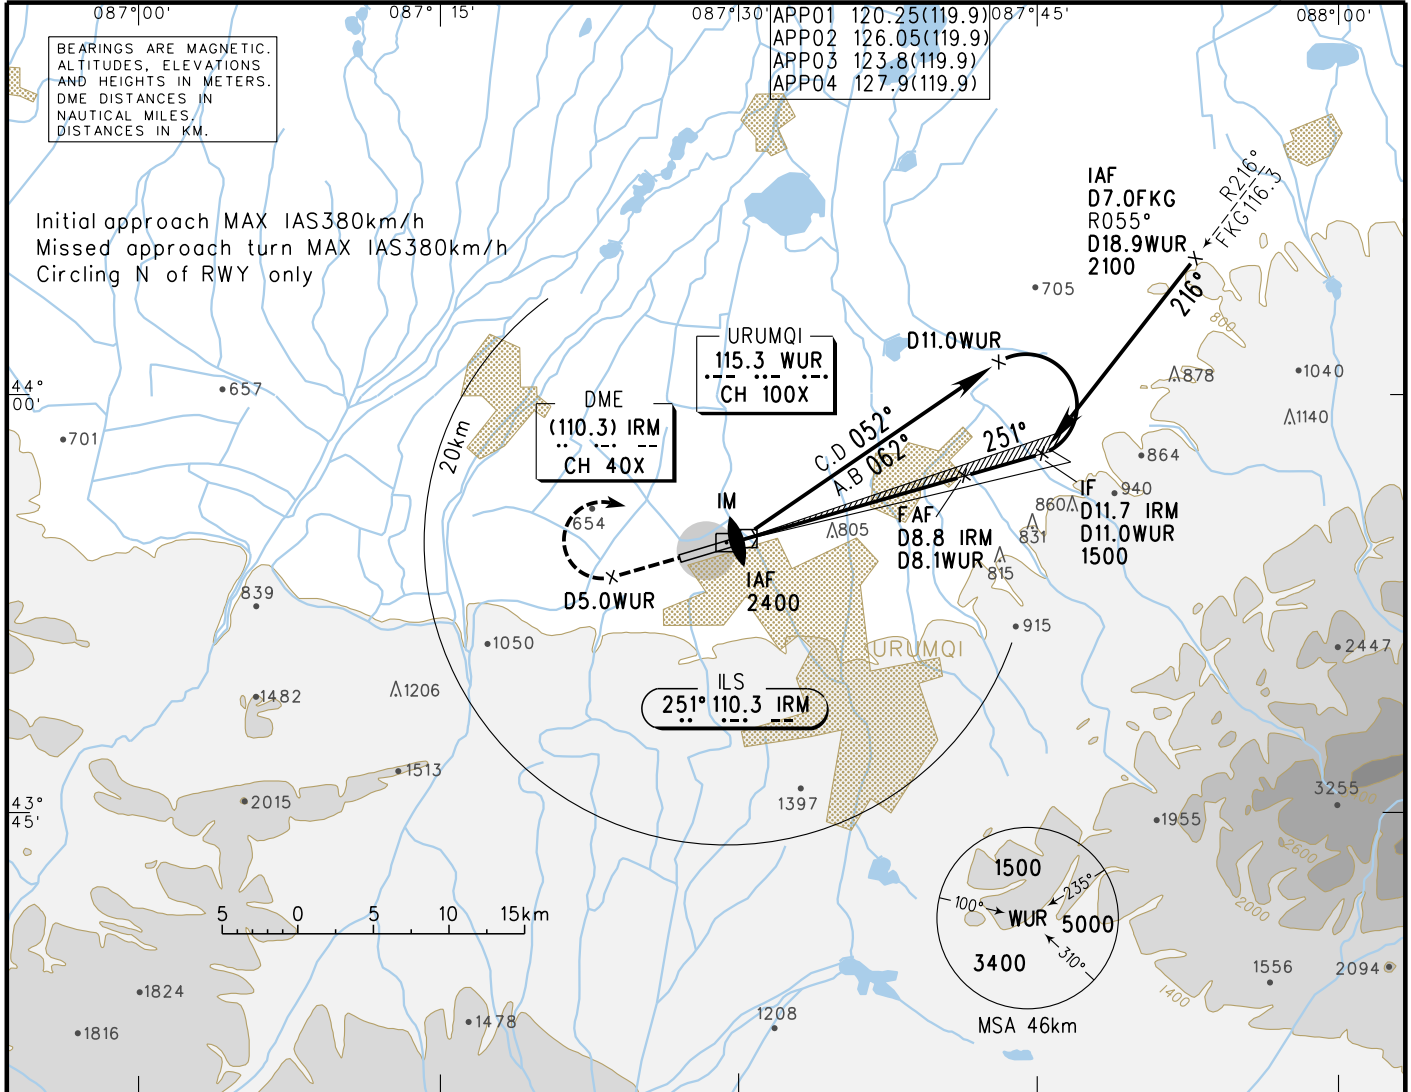 087°00'
087°15'
087°30'
087°45'
088°00'
APP01 120.25(119.9)
APP02 126.05(119.9)
APP03 123.8(119.9)
APP04 127.9(119.9)
BEARINGS ARE MAGNETIC.
ALTITUDES, ELEVATIONS
AND HEIGHTS IN METERS.
DME DISTANCES IN
NAUTICAL MILES.
DISTANCES IN KM.
Initial approach MAX IAS380km/h
Missed approach turn MAX IAS380km/h
Circling N of RWY only
IAF
D7.0FKG
R055°
D18.9WUR
2100
R216°
FKG116.3
216°
705
800
URUMQI
115.3 WUR
CH 100X
D11.0WUR
878
1040
1140
44°
00'
657
701
DME
(110.3) IRM
CH 40X
20km
C.D 052°
A.B 062°
251°
864
940
860
831
815
805
IM
654
FAF
D8.8 IRM
D8.1WUR
IF
D11.7 IRM
D11.0WUR
1500
IAF
2400
D5.0WUR
839
915
1050
URUMQI
2447
1482
1206
ILS
251° 110.3 IRM
1513
2015
43°
45'
1397
3255
1955
2600
2000
1400
5 0 5 10 15km
1500
100°
235°
WUR
5000
310°
3400
MSA 46km
1556
2094
1824
1816
1478
1208